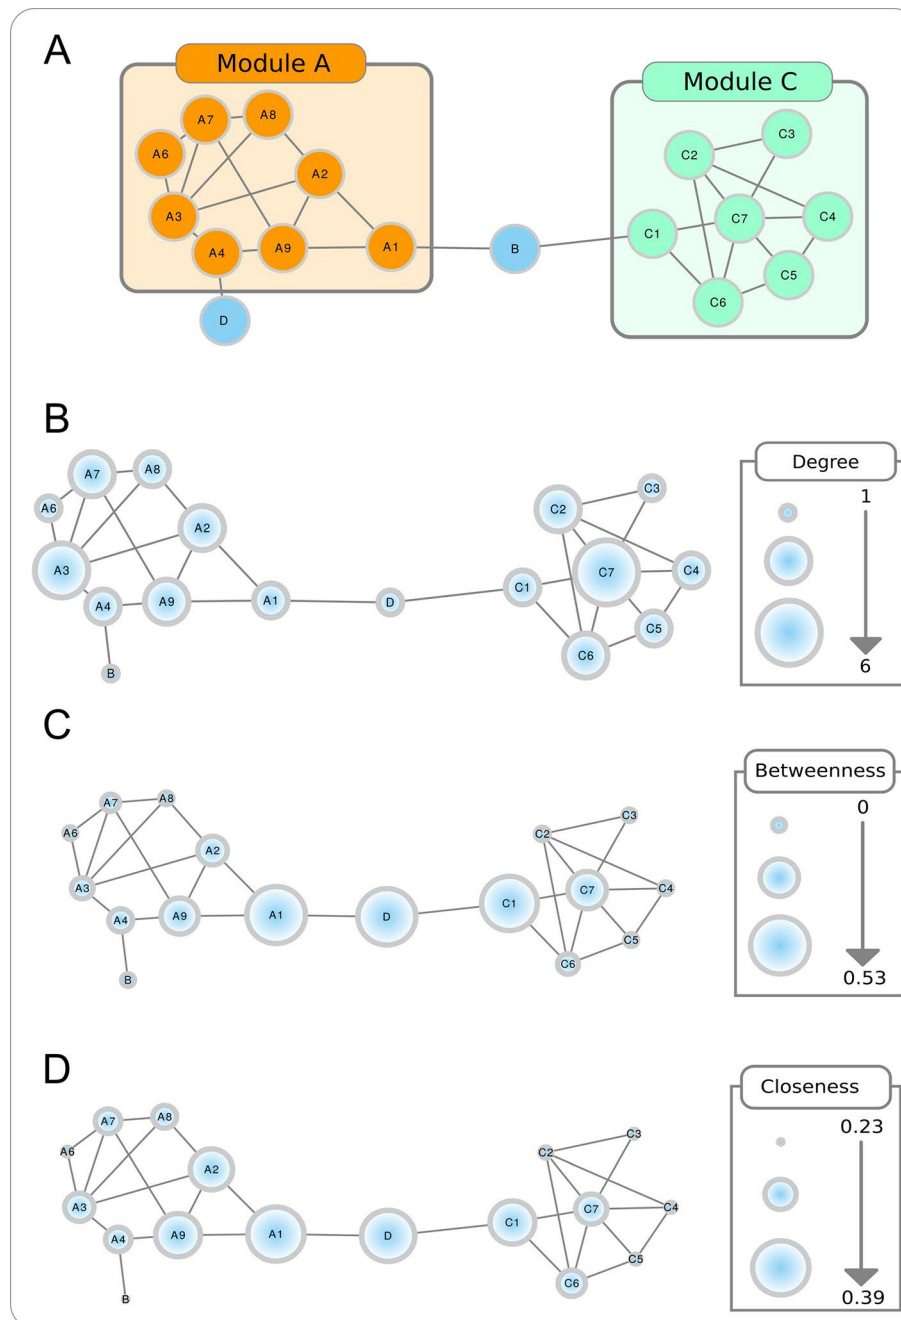 A
Module A
Module C
A7
A8
C3
A6
C2
A2
A3
C7
C4
C1
A4
A9
A1
B
C5
C6
D
B
Degree
A7
A8
A6
C3
C2
1
A2
A3
C7
C4
C1
A4
A9
A1
D
C5
C6
6
B
C
Betweenness
A7
A8
0
A6
C3
C2
A2
A3
C7
C4
C1
A4
A9
A1
D
C5
C6
B
0.53
D
Closeness
A7
A8
0.23
A6
C3
C2
A2
A3
C7
C4
C1
A4
A9
A1
D
C5
C6
B
0.39